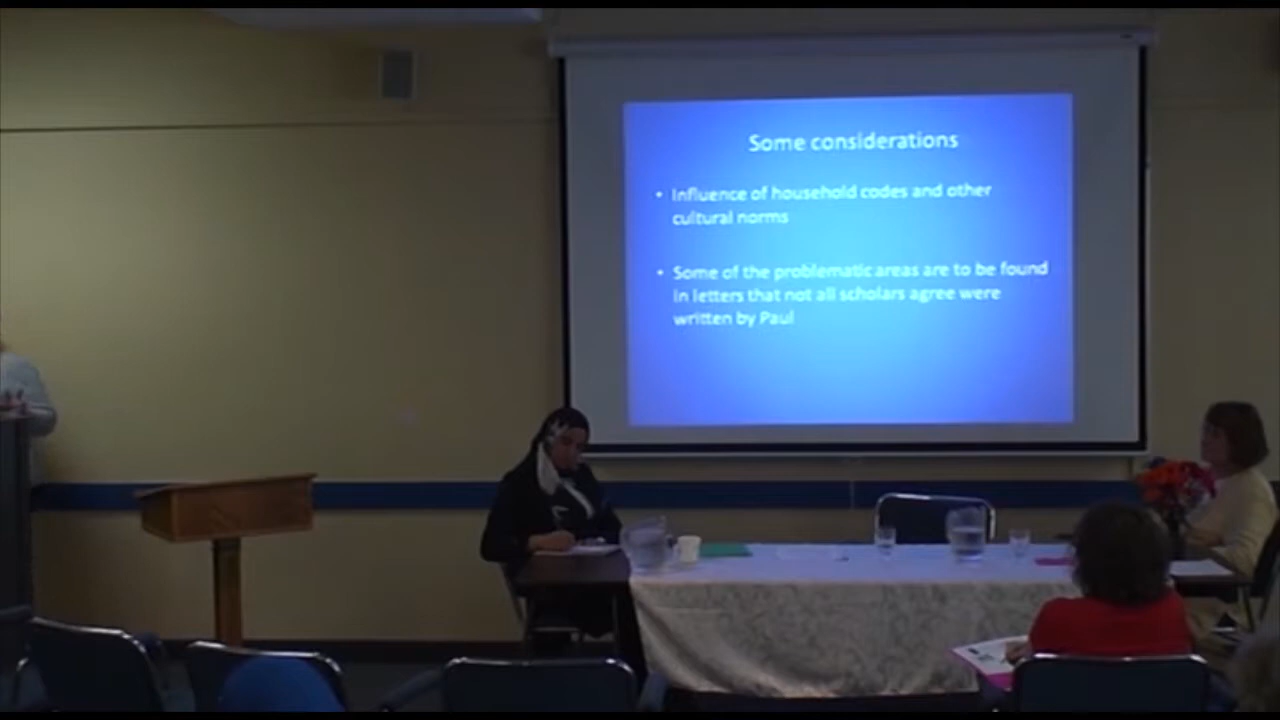 Some considerations
• Influence of household codes and other
cultural norms
• Some of the problematic areas are to be found
in letters that not all scholars agree were
written by Paul